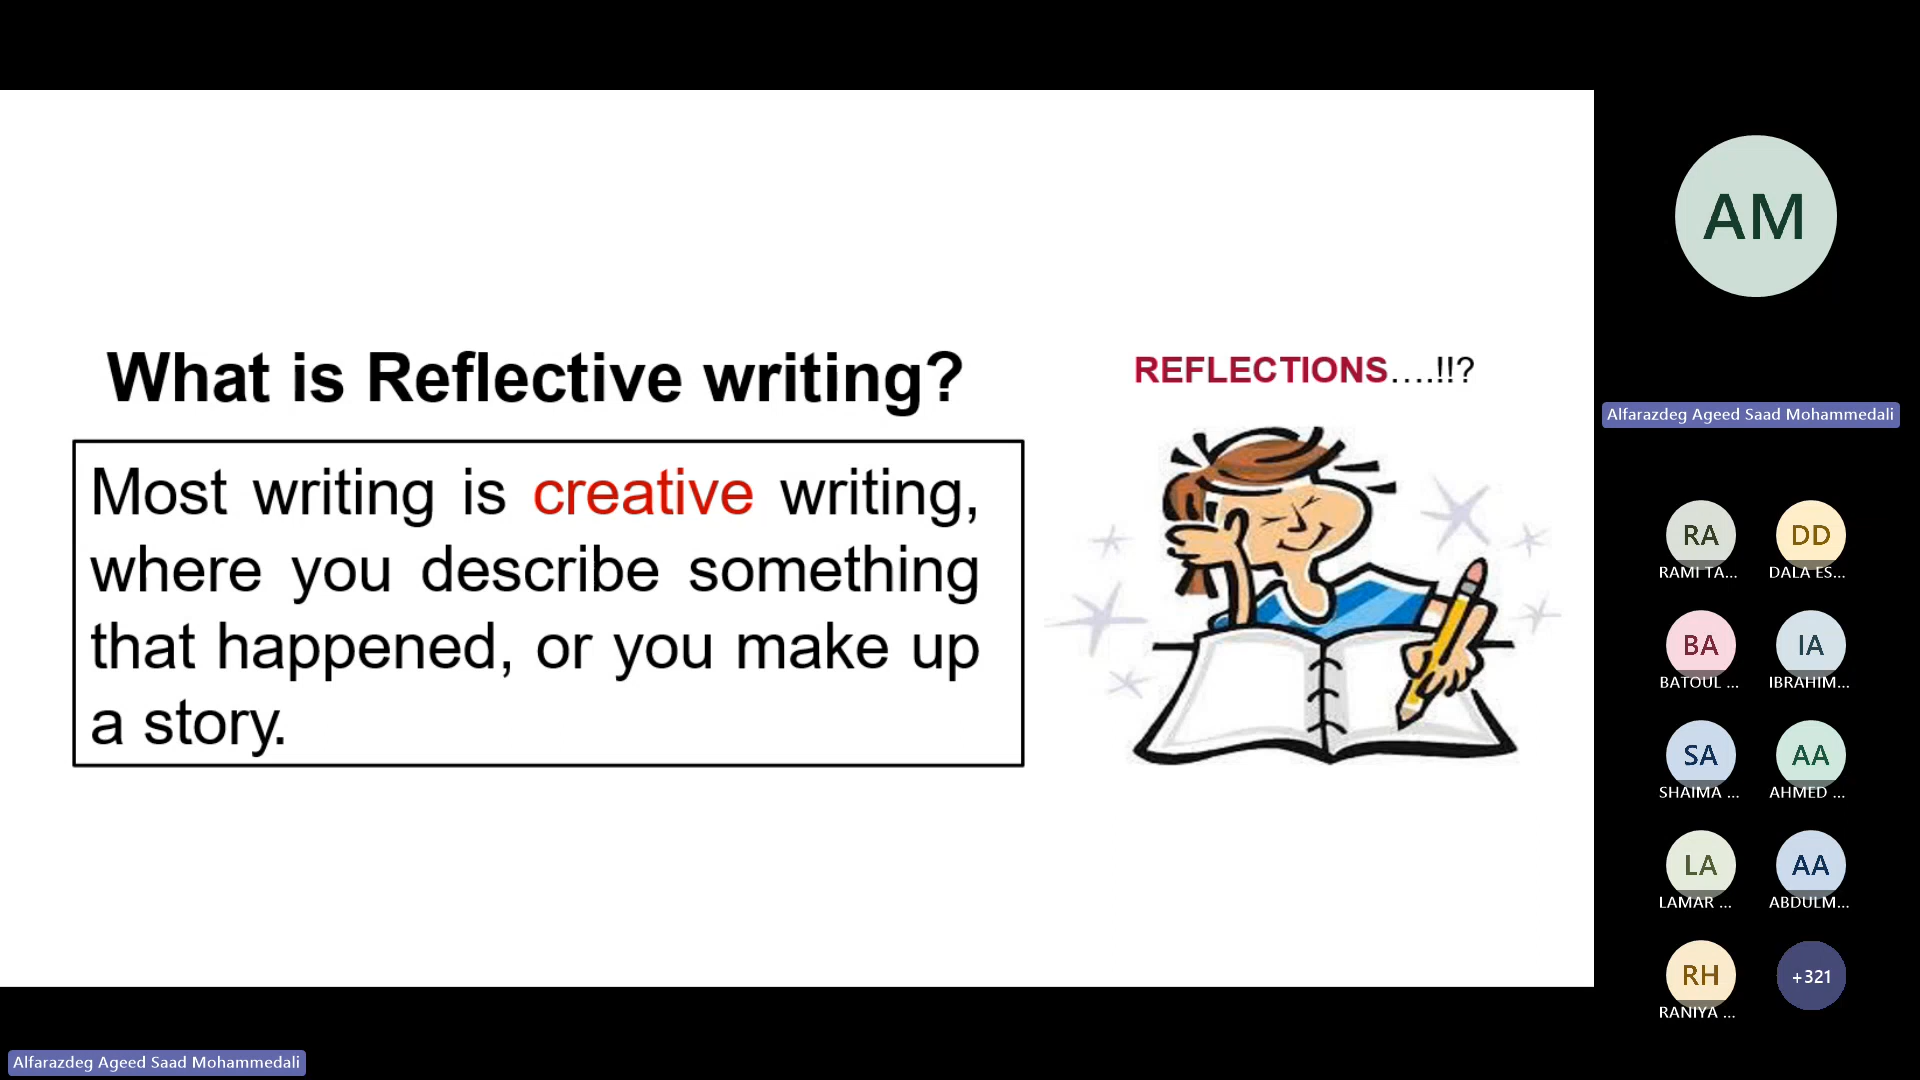 What is Reflective writing?
Most writing is creative writing,
where you describe something
that happened, or you make up
a story.
REFLECTIONS….!!?
AM
Alfarazdeg Ageed Saad Mohammedali
RA
RAMI TA...
DD
DALA ES...
BA
BATOUL ...
IA
IBRAHIM...
SA
SHAIMA ...
AA
AHMED ...
LA
LAMAR ...
AA
ABDULM...
RH
RANIYA ...
+321
Alfarazdeg Ageed Saad Mohammedali